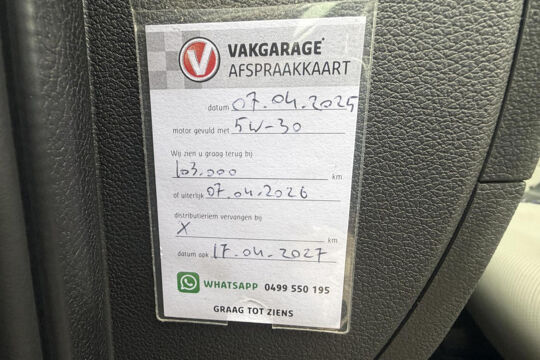 V VAKGARAGE
AFSPRAAKKAART
datum 07.04.2025
motor gevuld met 5W-30
Wij zien u graag terug bij
103.000 km
of uiterlijk 07.04.2026
distributieriem vervangen bij
X km
datum apk 17.04.2027
WHATSAPP 0499 550 195
GRAAG TOT ZIENS